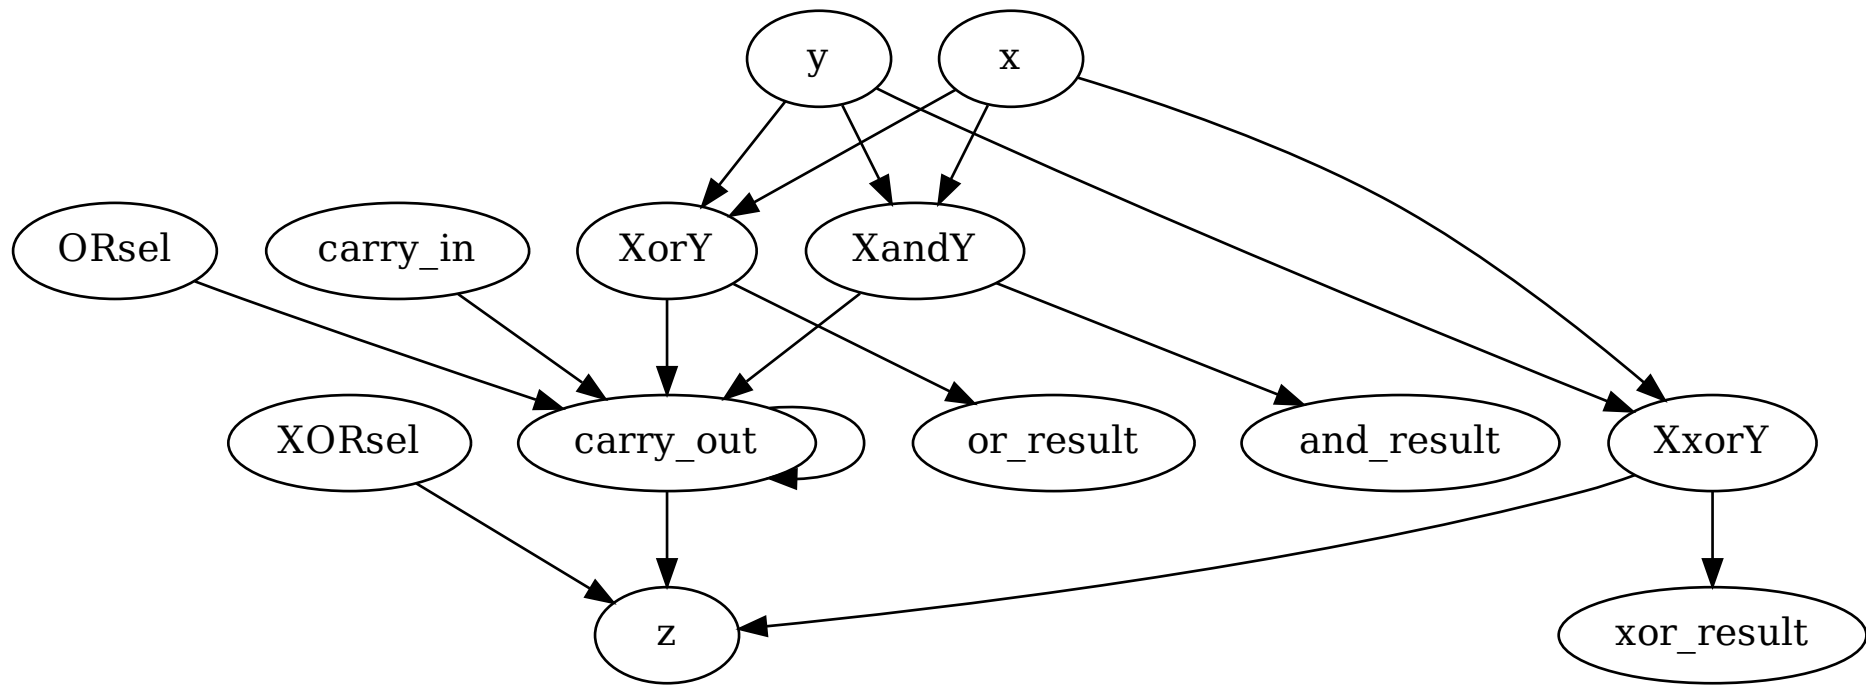 y
x
ORsel
carry_in
XorY
XandY
XORsel
carry_out
or_result
and_result
XxorY
z
xor_result